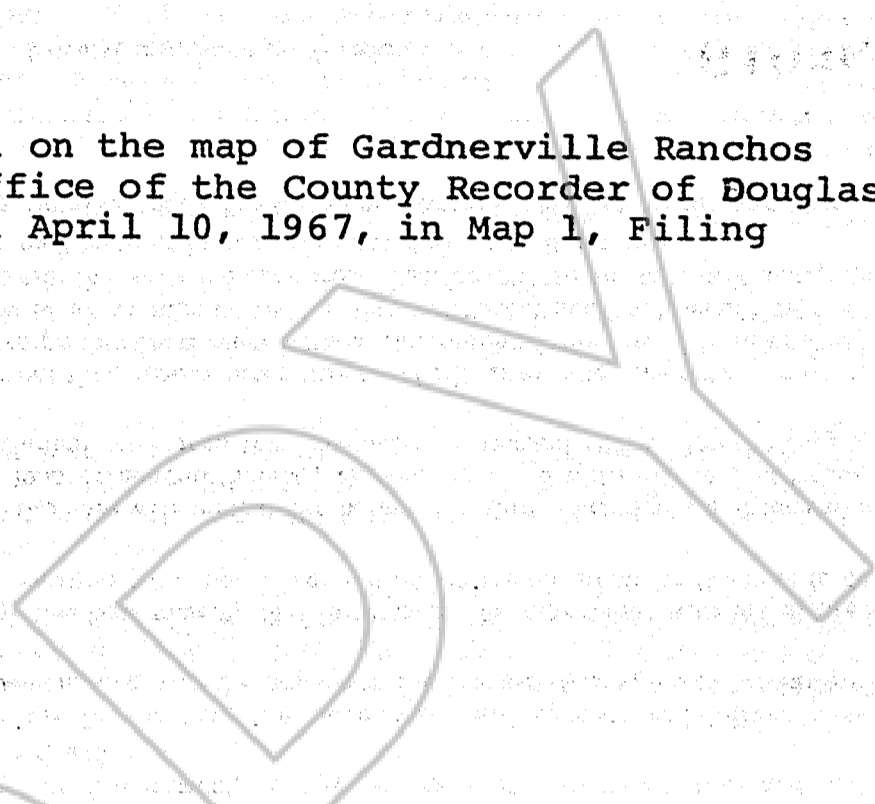 on the map of Gardnerville Ranchos
ffice of the County Recorder of Douglas
April 10, 1967, in Map 1, Filing